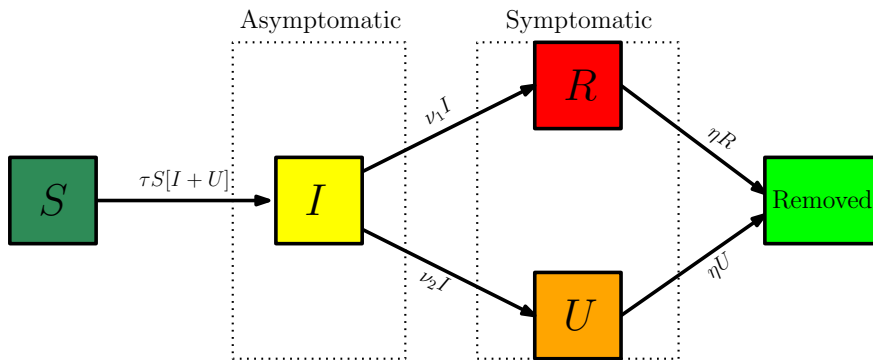 Asymptomatic
Symptomatic
S
τS[I + U]
I
ν₁I
ν₂I
R
U
ηR
ηU
Removed